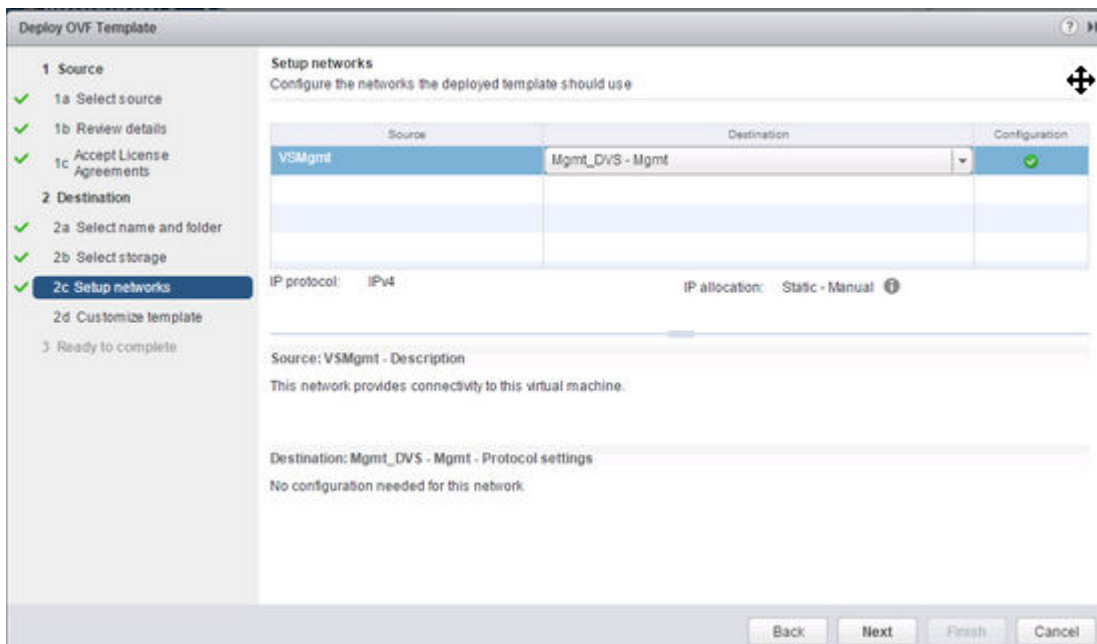 Deploy OVF Template
1 Source
1a Select source
1b Review details
1c Accept License
Agreements
2 Destination
2a Select name and folder
2b Select storage
2c Setup networks
2d Customize template
3 Ready to complete
Setup networks
Configure the networks the deployed template should use
Source Destination Configuration
VSMgmt Mgmt_DVS - Mgmt
IP protocol: IPv4 IP allocation: Static - Manual
Source: VSMgmt - Description
This network provides connectivity to this virtual machine.
Destination: Mgmt_DVS - Mgmt - Protocol settings
No configuration needed for this network
Back Next Finish Cancel